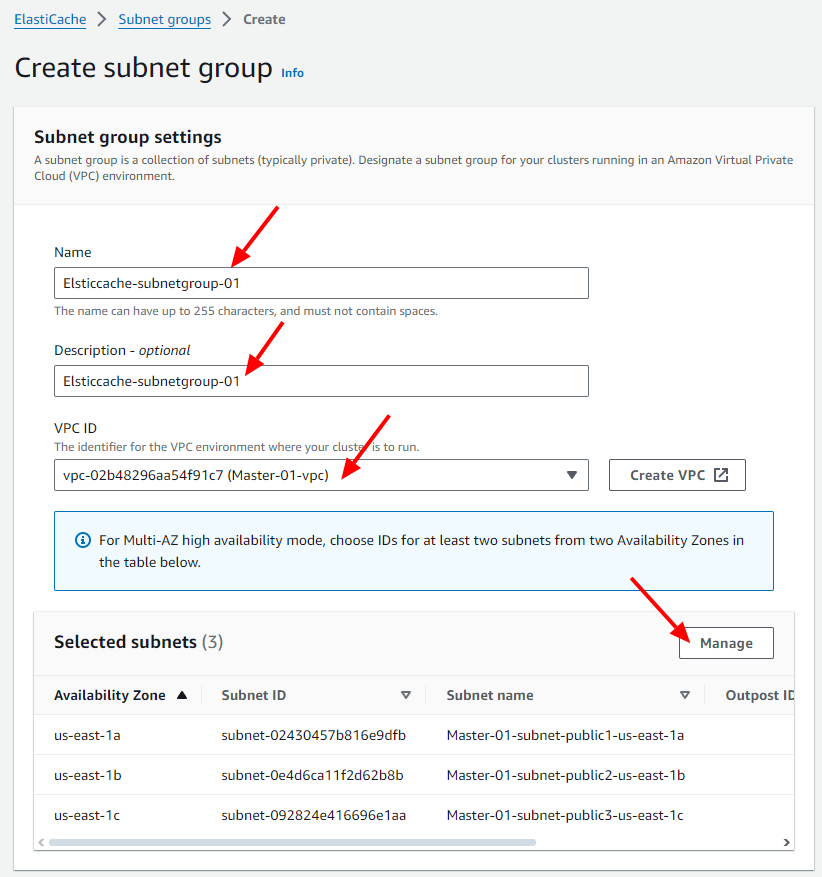 ElastiCache > Subnet groups > Create
Create subnet group Info
Subnet group settings
A subnet group is a collection of subnets (typically private). Designate a subnet group for your clusters running in an Amazon Virtual Private
Cloud (VPC) environment.
Name
Elsticcache-subnetgroup-01
The name can have up to 255 characters, and must not contain spaces.
Description - optional
Elsticcache-subnetgroup-01
VPC ID
The identifier for the VPC environment where your cluster is to run.
vpc-02b48296aa54f91c7 (Master-01-vpc)
Create VPC
For Multi-AZ high availability mode, choose IDs for at least two subnets from two Availability Zones in
the table below.
Selected subnets (3)
Manage
Availability Zone Subnet ID Subnet name Outpost ID
us-east-1a subnet-02430457b816e9dfb Master-01-subnet-public1-us-east-1a
us-east-1b subnet-0e4d6ca11f2d62b8b Master-01-subnet-public2-us-east-1b
us-east-1c subnet-092824e416696e1aa Master-01-subnet-public3-us-east-1c